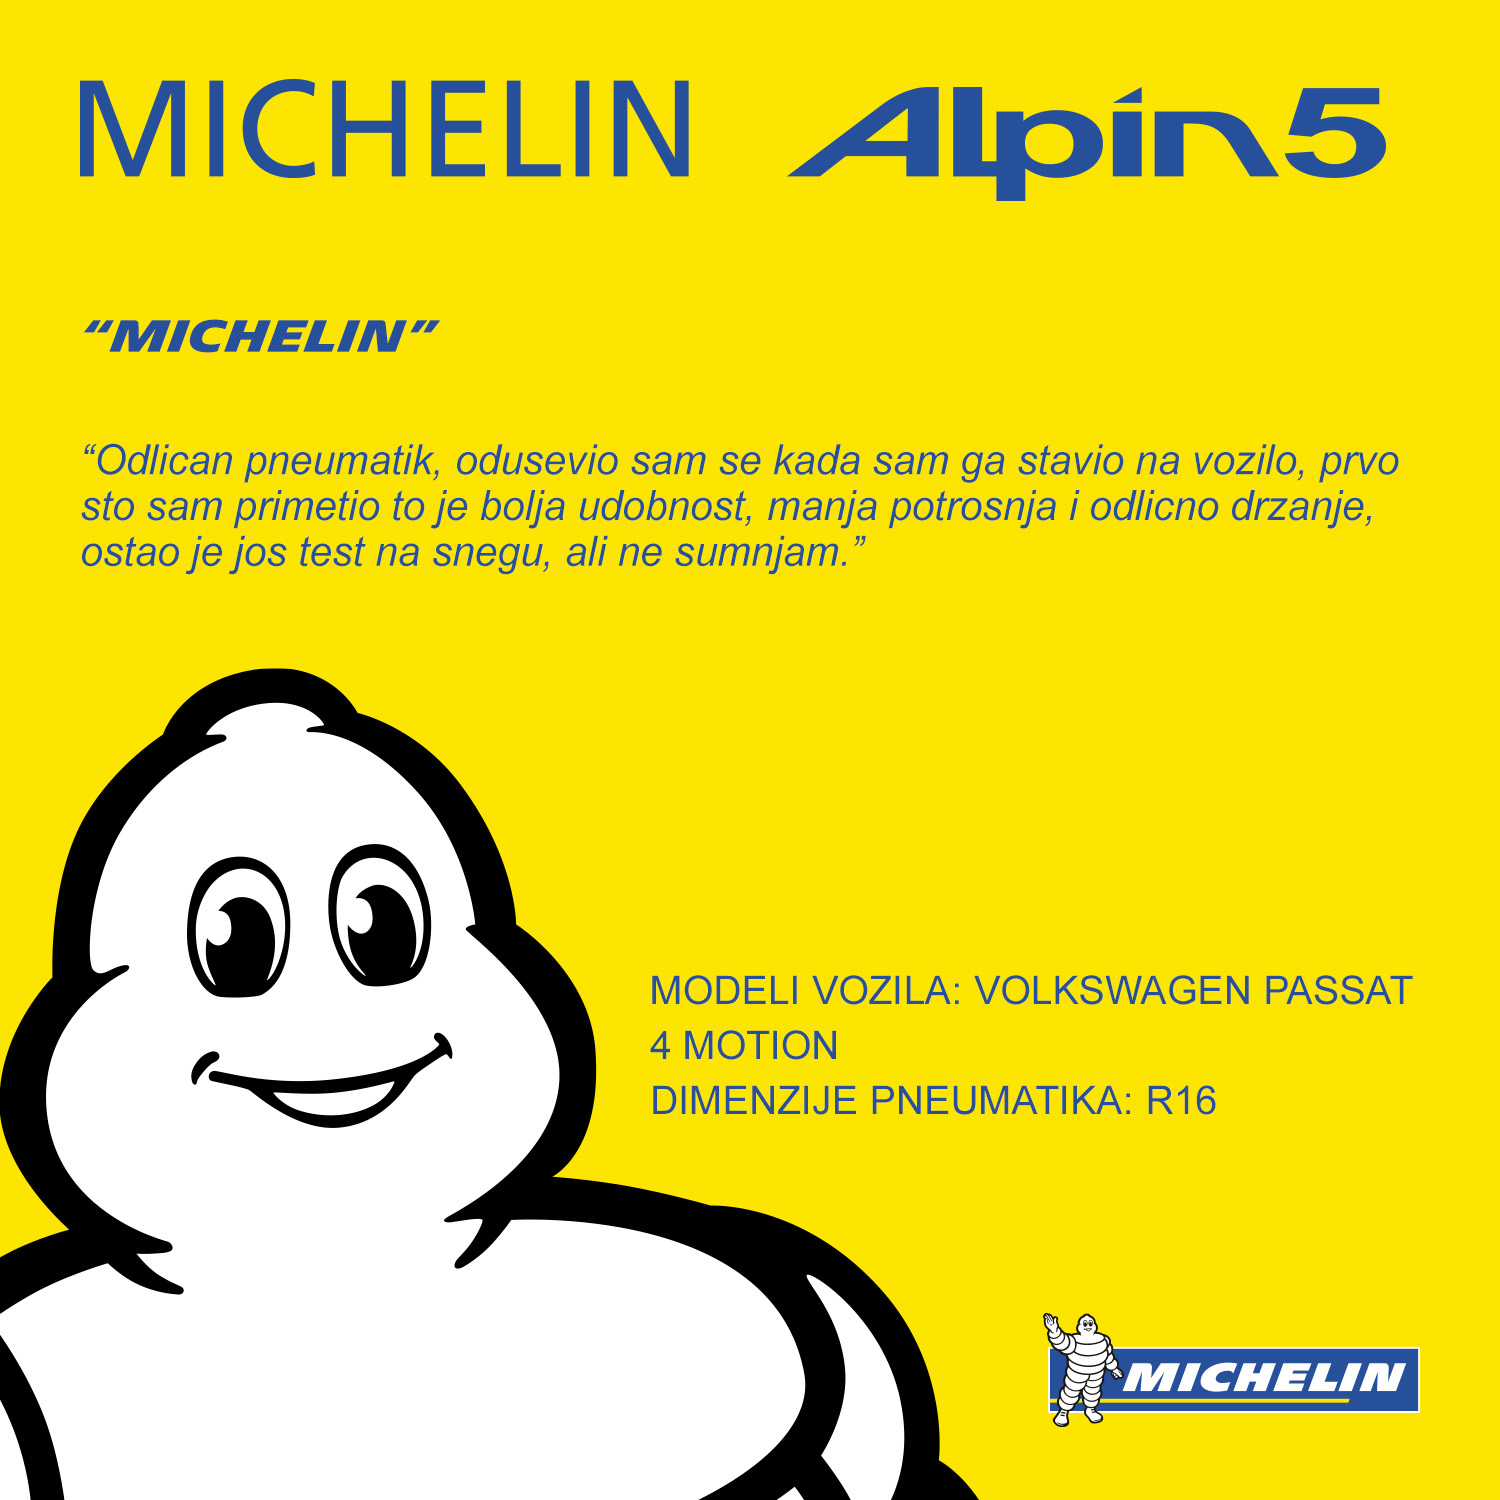 MICHELIN Alpin 5
“MICHELIN”
“Odlican pneumatik, odusevio sam se kada sam ga stavio na vozilo, prvo
sto sam primetio to je bolja udobnost, manja potrosnja i odlicno drzanje,
ostao je jos test na snegu, ali ne sumnjam.”
MODELI VOZILA: VOLKSWAGEN PASSAT
4 MOTION
DIMENZIJE PNEUMATIKA: R16
MICHELIN